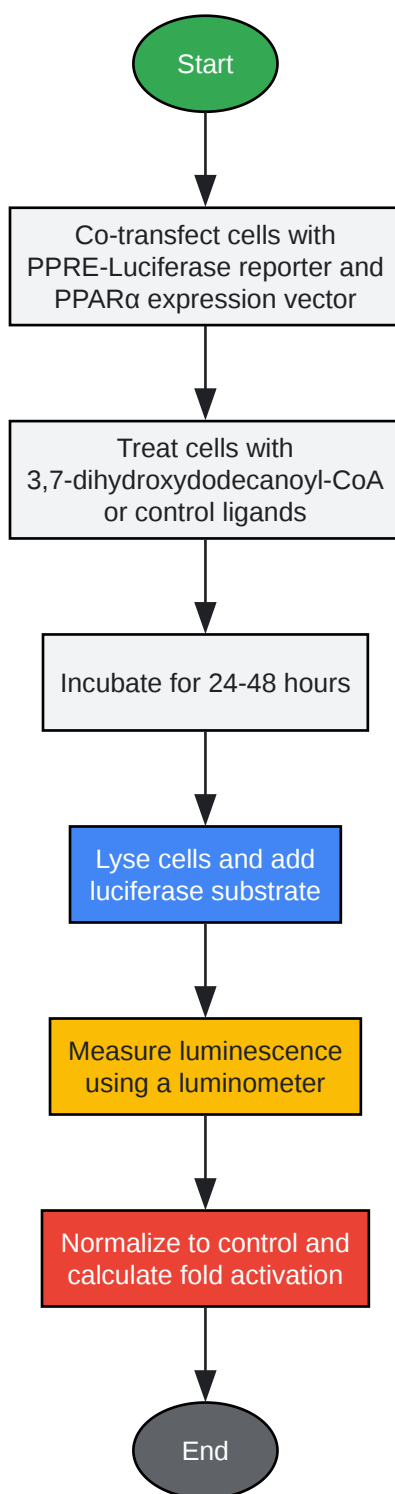 Start
Co-transfect cells with
PPRE-Luciferase reporter and
PPARα expression vector
Treat cells with
3,7-dihydroxydodecanoyl-CoA
or control ligands
Incubate for 24-48 hours
Lyse cells and add
luciferase substrate
Measure luminescence
using a luminometer
Normalize to control and
calculate fold activation
End